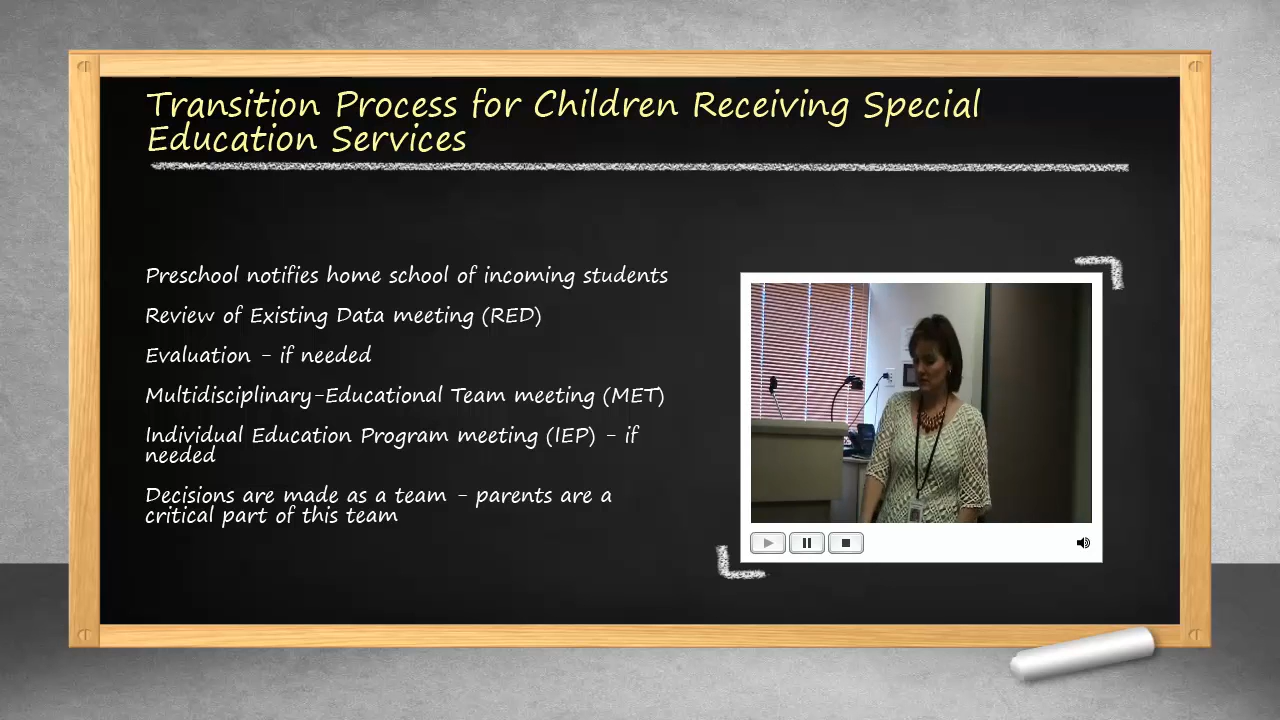 Transition Process for Children Receiving Special
Education Services
Preschool notifies home school of incoming students
Review of Existing Data meeting (RED)
Evaluation - if needed
Multidisciplinary-Educational Team meeting (MET)
Individual Education Program meeting (IEP) - if
needed
Decisions are made as a team - parents are a
critical part of this team